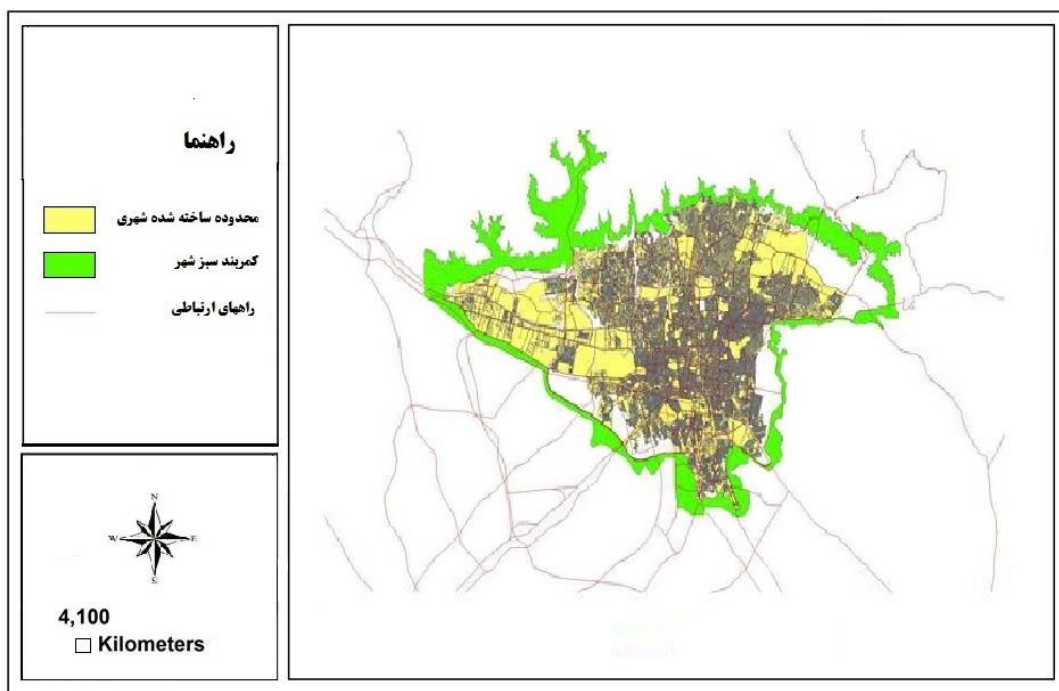 راهنما
محدوده ساخته شده شهری
کمربند سبز شهر
راههای ارتباطی
N
W E
S
4,100
Kilometers